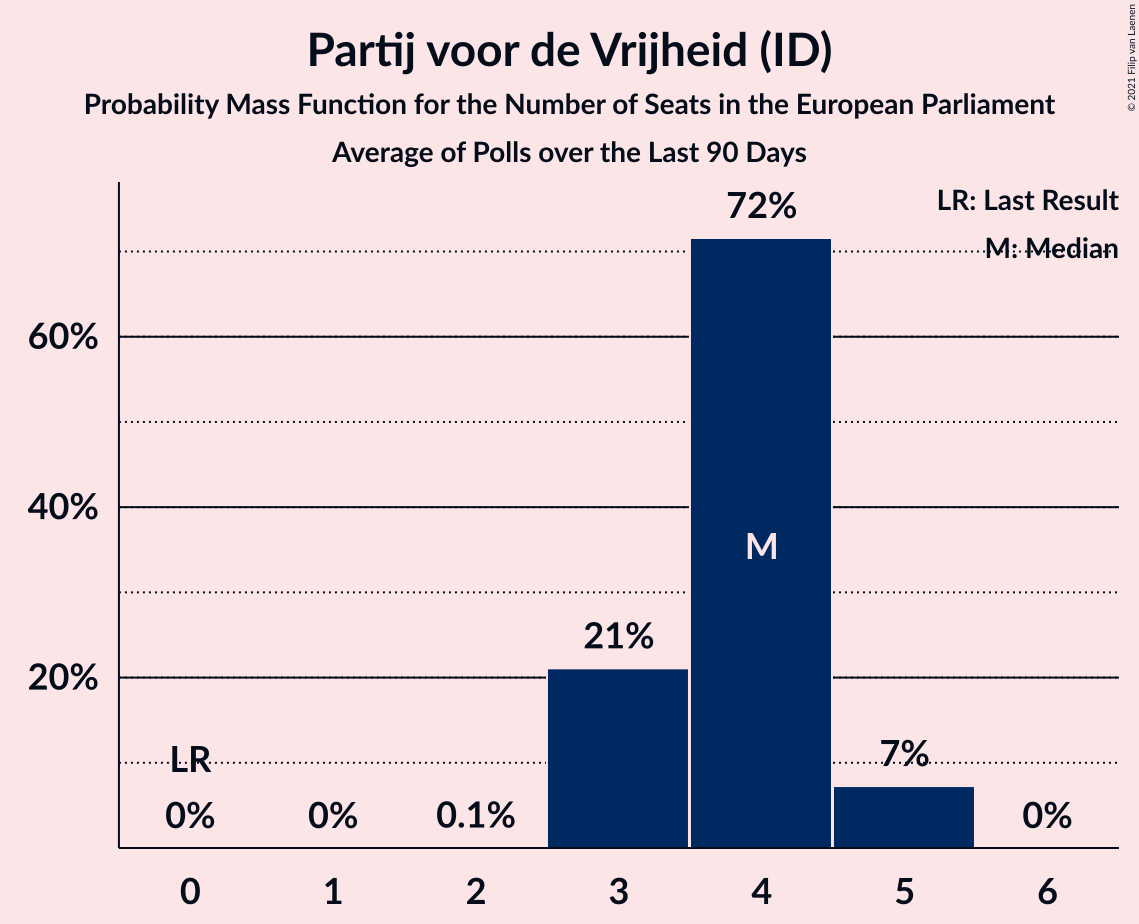 Partij voor de Vrijheid (ID)
Probability Mass Function for the Number of Seats in the European Parliament
Average of Polls over the Last 90 Days
© 2021 Filip van Laenen
LR: Last Result
M: Median
72%
60%
40%
M
21%
20%
LR
7%
0%
0%
0.1%
0%
0
1
2
3
4
5
6